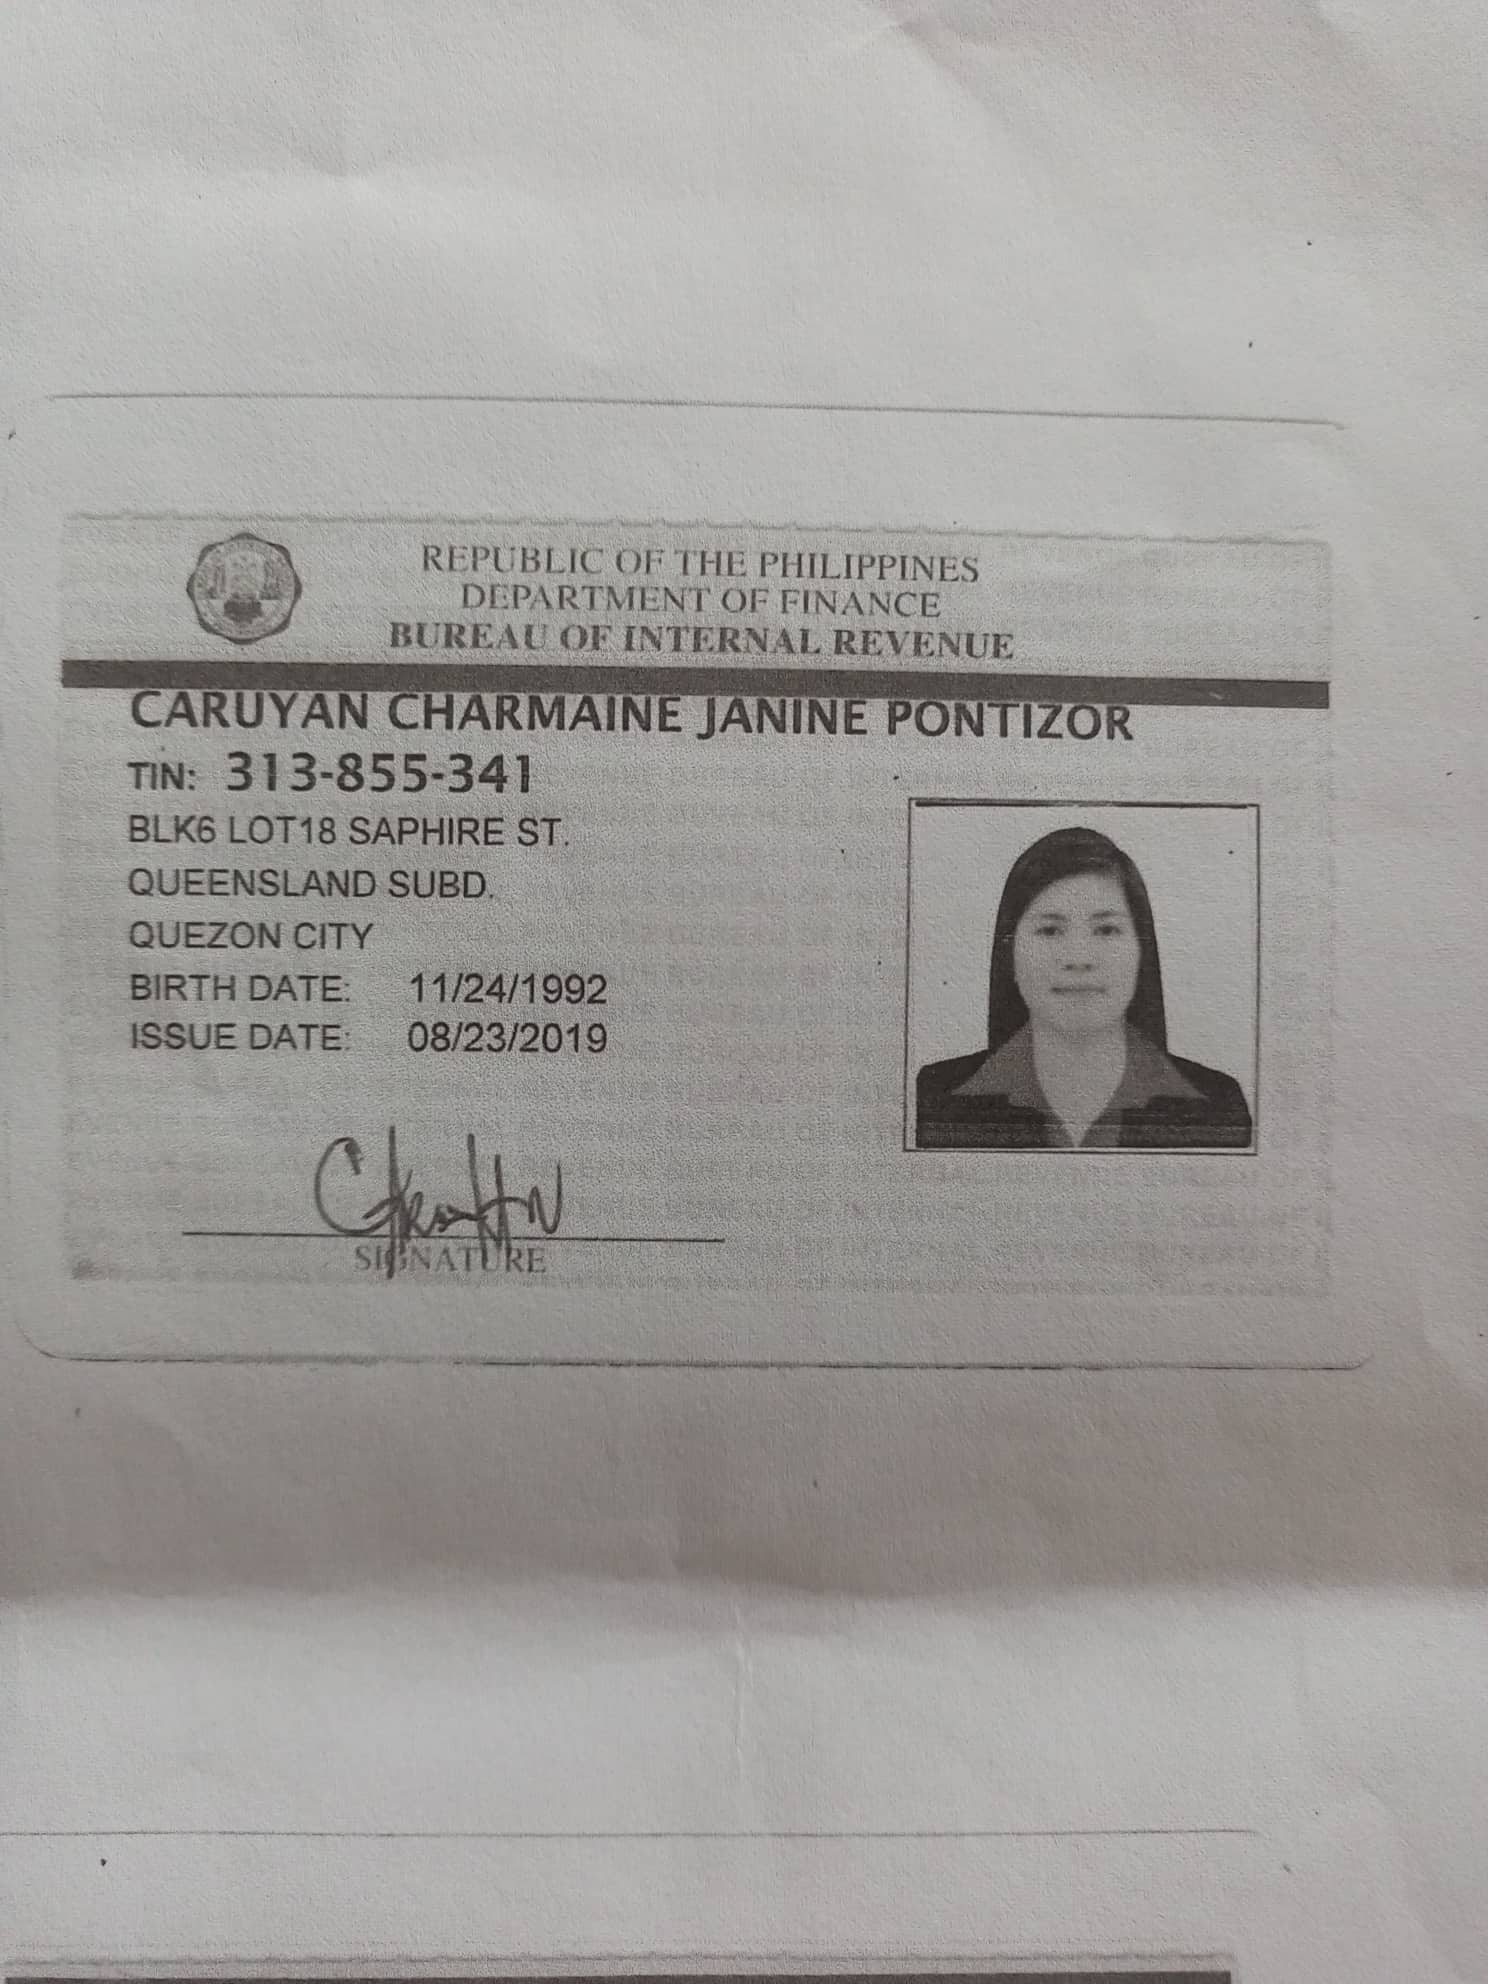 REPUBLIC OF THE PHILIPPINES
DEPARTMENT OF FINANCE
BUREAU OF INTERNAL REVENUE
CARUYAN CHARMAINE JANINE PONTIZOR
TIN: 313-855-341
BLK6 LOT18 SAPHIRE ST.
QUEENSLAND SUBD.
QUEZON CITY
BIRTH DATE: 11/24/1992
ISSUE DATE: 08/23/2019
SIGNATURE